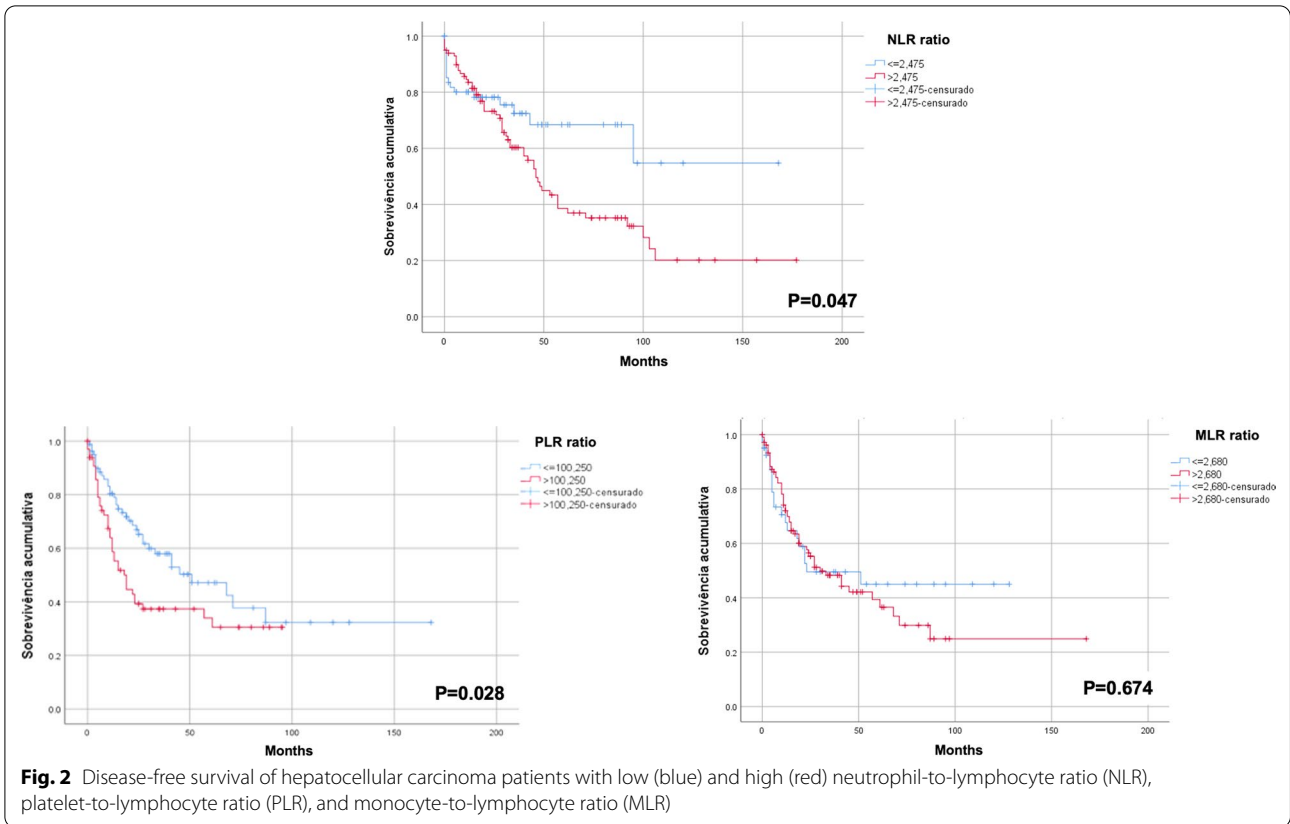 NLR ratio
<=2,475
>2,475
<=2,475-censurado
>2,475-censurado
Sobrevivência acumulativa
1.0
0.8
0.6
0.4
0.2
0.0
P=0.047
0
50
100
150
200
Months
PLR ratio
<=100,250
>100,250
<=100,250-censurado
>100,250-censurado
Sobrevivência acumulativa
1.0
0.8
0.6
0.4
0.2
0.0
P=0.028
0
50
100
150
200
Months
MLR ratio
<=2,680
>2,680
<=2,680-censurado
>2,680-censurado
Sobrevivência acumulativa
1.0
0.8
0.6
0.4
0.2
0.0
P=0.674
0
50
100
150
200
Months
Fig. 2 Disease-free survival of hepatocellular carcinoma patients with low (blue) and high (red) neutrophil-to-lymphocyte ratio (NLR),
platelet-to-lymphocyte ratio (PLR), and monocyte-to-lymphocyte ratio (MLR)